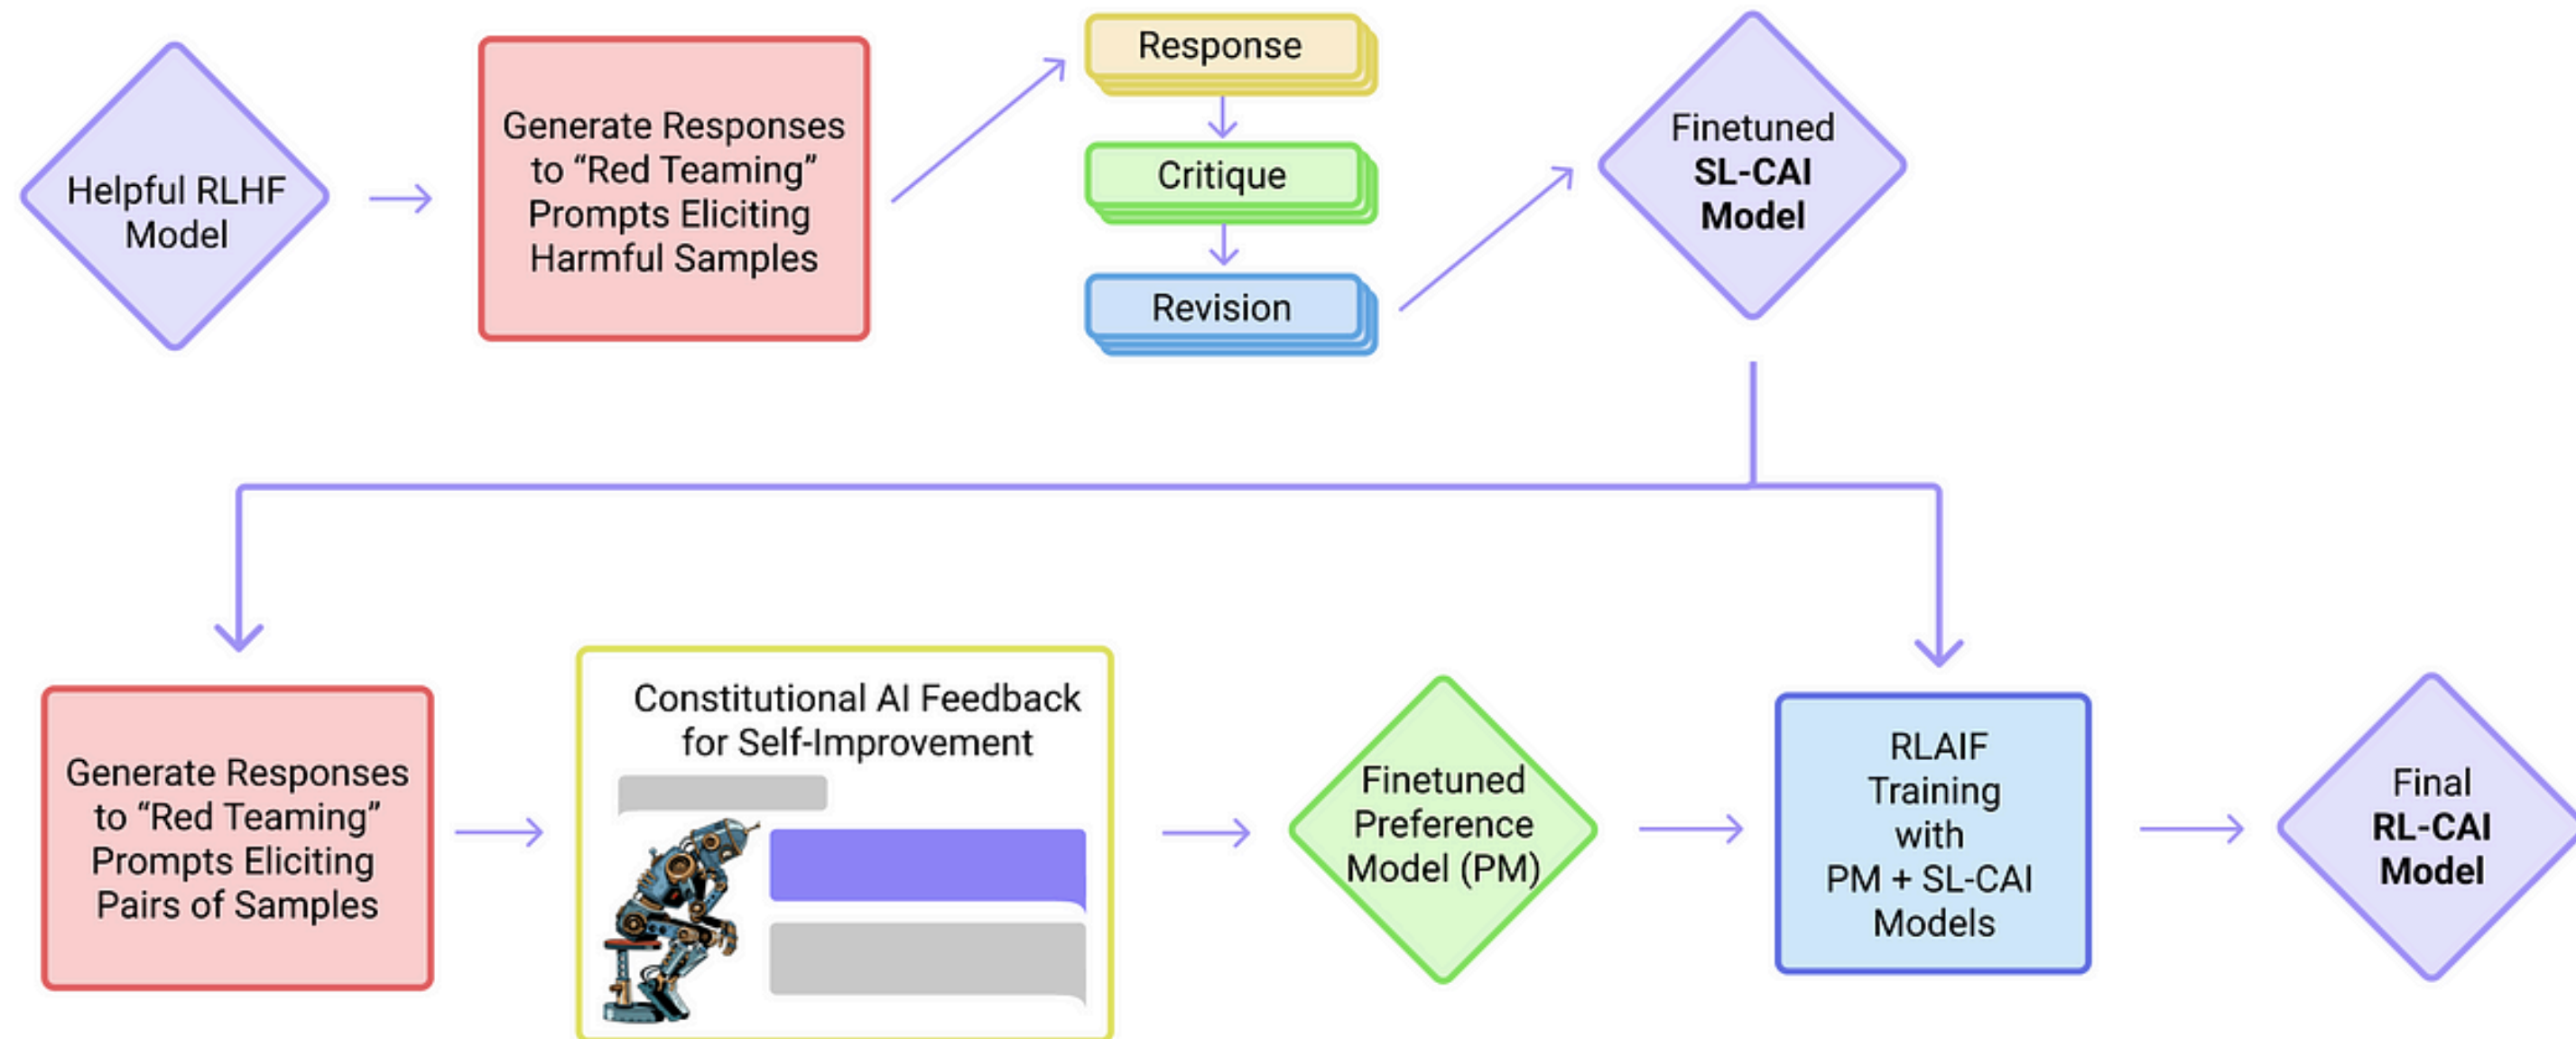 Helpful RLHF
Model
Generate Responses
to “Red Teaming”
Prompts Eliciting
Harmful Samples
Response
Critique
Revision
Finetuned
SL-CAI
Model
Generate Responses
to “Red Teaming”
Prompts Eliciting
Pairs of Samples
Constitutional AI Feedback
for Self-Improvement
Finetuned
Preference
Model (PM)
RLAIF
Training
with
PM + SL-CAI
Models
Final
RL-CAI
Model